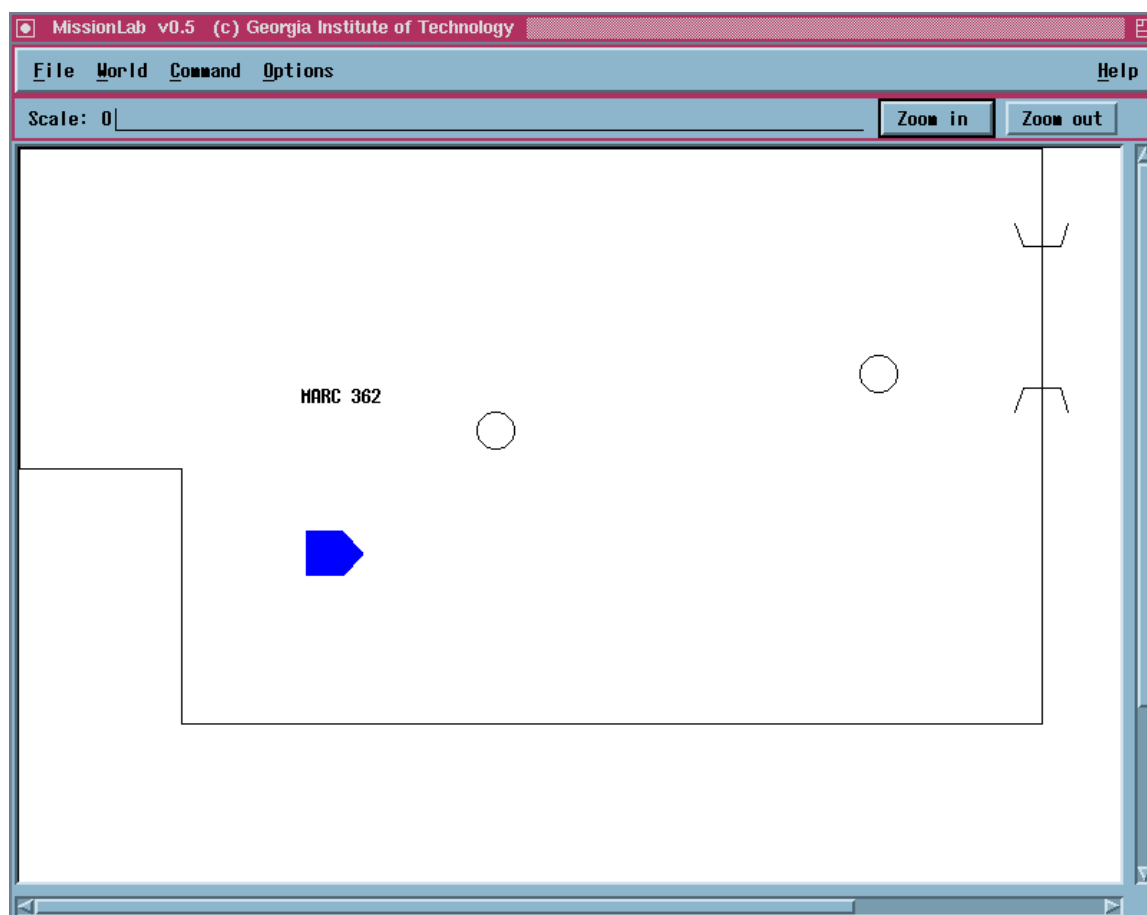 MissionLab v0.5 (c) Georgia Institute of Technology
File World Command Options Help
Scale: 0 Zoom in Zoom out
MARC 362